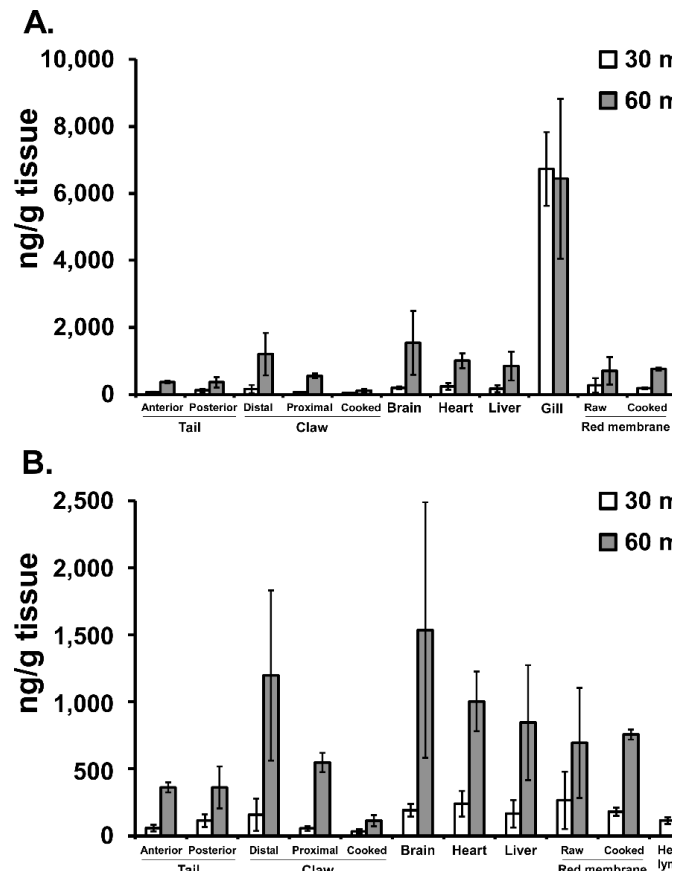 A.
10,000
8,000
6,000
4,000
2,000
0
ng/g tissue
30 m
60 m
Anterior Posterior Distal Proximal Cooked Brain Heart Liver Gill Raw Cooked
Tail Claw Red membrane
B.
2,500
2,000
1,500
1,000
500
0
ng/g tissue
30 m
60 m
Anterior Posterior Distal Proximal Cooked Brain Heart Liver Raw Cooked He
lyn
Tail Claw Red membrane